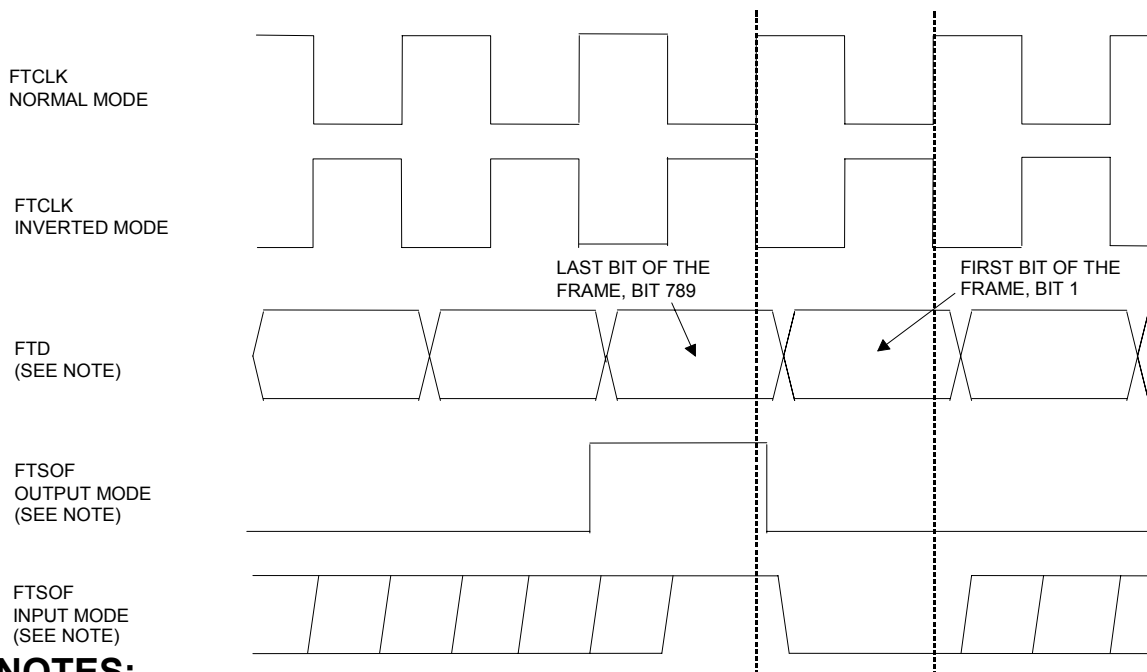 FTCLK
NORMAL MODE
FTCLK
INVERTED MODE
LAST BIT OF THE
FRAME, BIT 789
FIRST BIT OF THE
FRAME, BIT 1
FTD
(SEE NOTE)
FTSOF
OUTPUT MODE
(SEE NOTE)
FTSOF
INPUT MODE
(SEE NOTE)
NOTES: